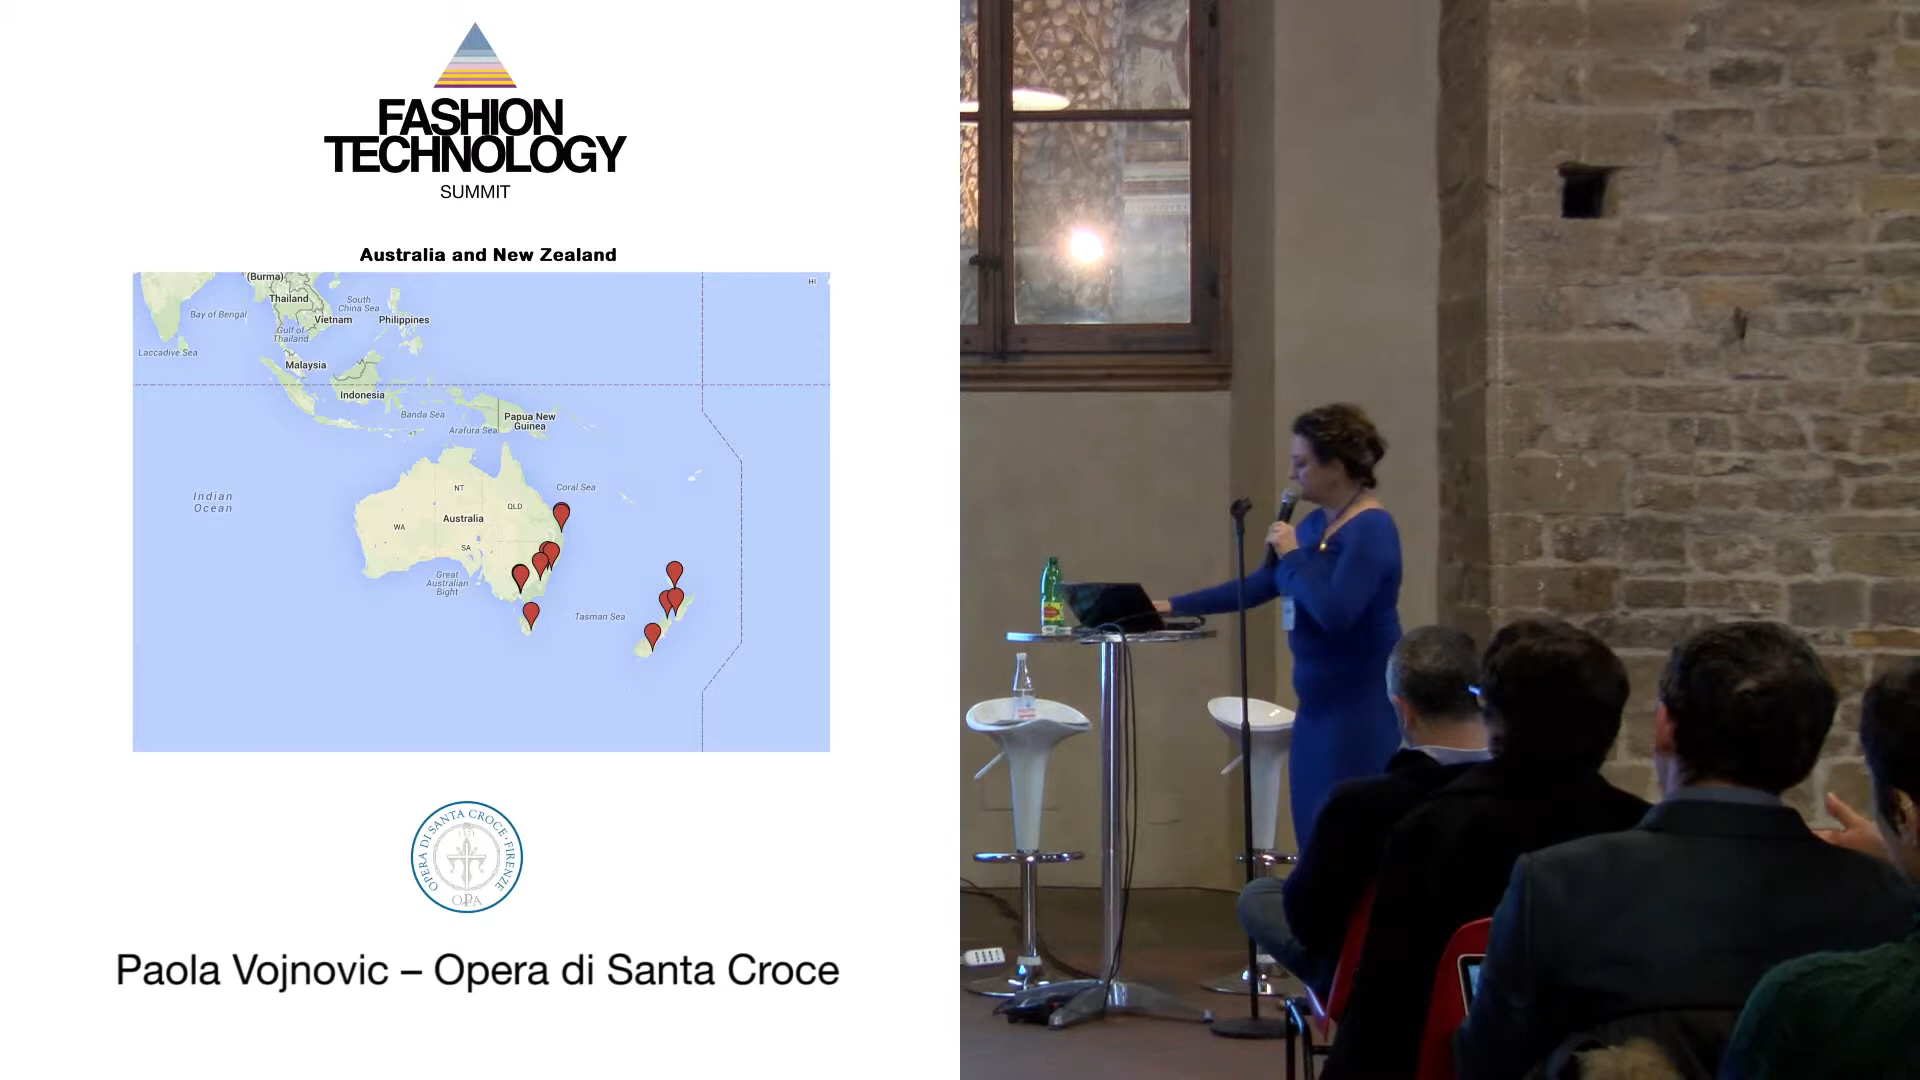 FASHION
TECHNOLOGY
SUMMIT
Australia and New Zealand
(Burma)
HI
Thailand
South
China Sea
Bay of Bengal
Vietnam
Philippines
Gulf of
Thailand
Laccadive Sea
Malaysia
Indonesia
Banda Sea
Papua New
Guinea
Arafura Sea
Indian
Ocean
NT
Coral Sea
QLD
Australia
WA
SA
Great
Australian
Bight
Tasman Sea
OPERA DI SANTA CROCE · FIRENZE
OPA
Paola Vojnovic – Opera di Santa Croce